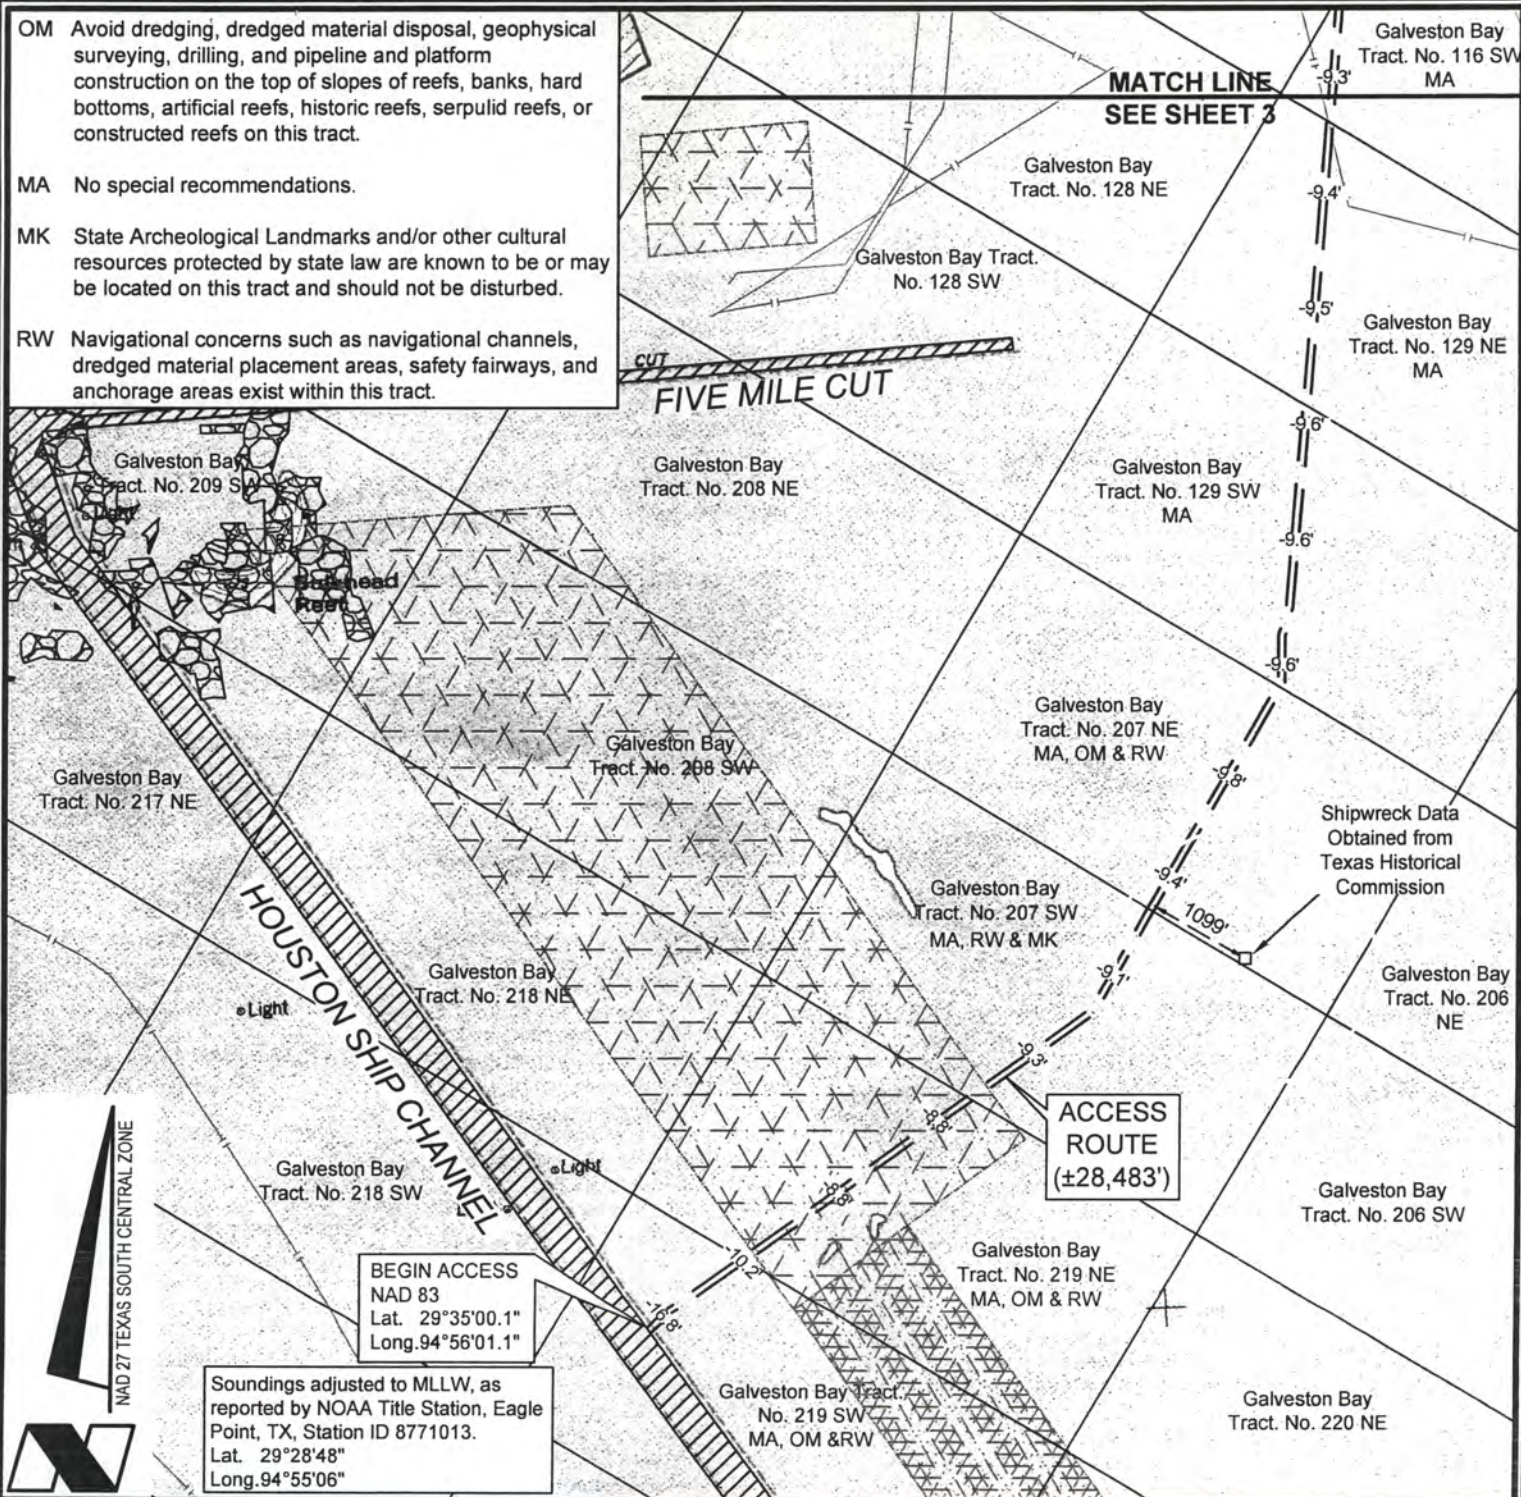 OM Avoid dredging, dredged material disposal, geophysical
surveying, drilling, and pipeline and platform
construction on the top of slopes of reefs, banks, hard
bottoms, artificial reefs, historic reefs, serpulid reefs, or
constructed reefs on this tract.
MA No special recommendations.
MK State Archeological Landmarks and/or other cultural
resources protected by state law are known to be or may
be located on this tract and should not be disturbed.
RW Navigational concerns such as navigational channels,
dredged material placement areas, safety fairways, and
anchorage areas exist within this tract.
MATCH LINE
SEE SHEET 3
Galveston Bay
Tract. No. 116 SW
MA
-9.3'
Galveston Bay
Tract. No. 128 NE
-9.4'
Galveston Bay Tract.
No. 128 SW
-9.5'
Galveston Bay
Tract. No. 129 NE
MA
CUT
FIVE MILE CUT
-9.6'
Galveston Bay
Tract. No. 209 SW
Light
Galveston Bay
Tract. No. 208 NE
Galveston Bay
Tract. No. 129 SW
MA
-9.6'
Bulkhead
Reef
-9.6'
Galveston Bay
Tract. No. 207 NE
MA, OM & RW
Galveston Bay
Tract. No. 208 SW
Galveston Bay
Tract. No. 217 NE
-9.8'
Shipwreck Data
Obtained from
Texas Historical
Commission
-9.4'
1099'
Galveston Bay
Tract. No. 207 SW
MA, RW & MK
HOUSTON SHIP CHANNEL
Galveston Bay
Tract. No. 218 NE
-9.7'
Galveston Bay
Tract. No. 206
NE
Light
-9.3'
ACCESS
ROUTE
(±28,483')
-8.8'
Galveston Bay
Tract. No. 218 SW
Light
-8.8'
Galveston Bay
Tract. No. 206 SW
Galveston Bay
Tract. No. 219 NE
MA, OM & RW
-10.2'
BEGIN ACCESS
NAD 83
Lat. 29°35'00.1"
Long.94°56'01.1"
-16.8'
NAD 27 TEXAS SOUTH CENTRAL ZONE
Soundings adjusted to MLLW, as
reported by NOAA Title Station, Eagle
Point, TX, Station ID 8771013.
Lat. 29°28'48"
Long.94°55'06"
Galveston Bay Tract.
No. 219 SW
MA, OM &RW
Galveston Bay
Tract. No. 220 NE
N